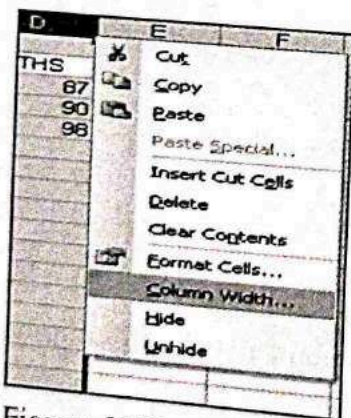 D E F
THS
87
90
98
Cut
Copy
Paste
Paste Special...
Insert Cut Cells
Delete
Clear Contents
Format Cells...
Column Width...
Hide
Unhide